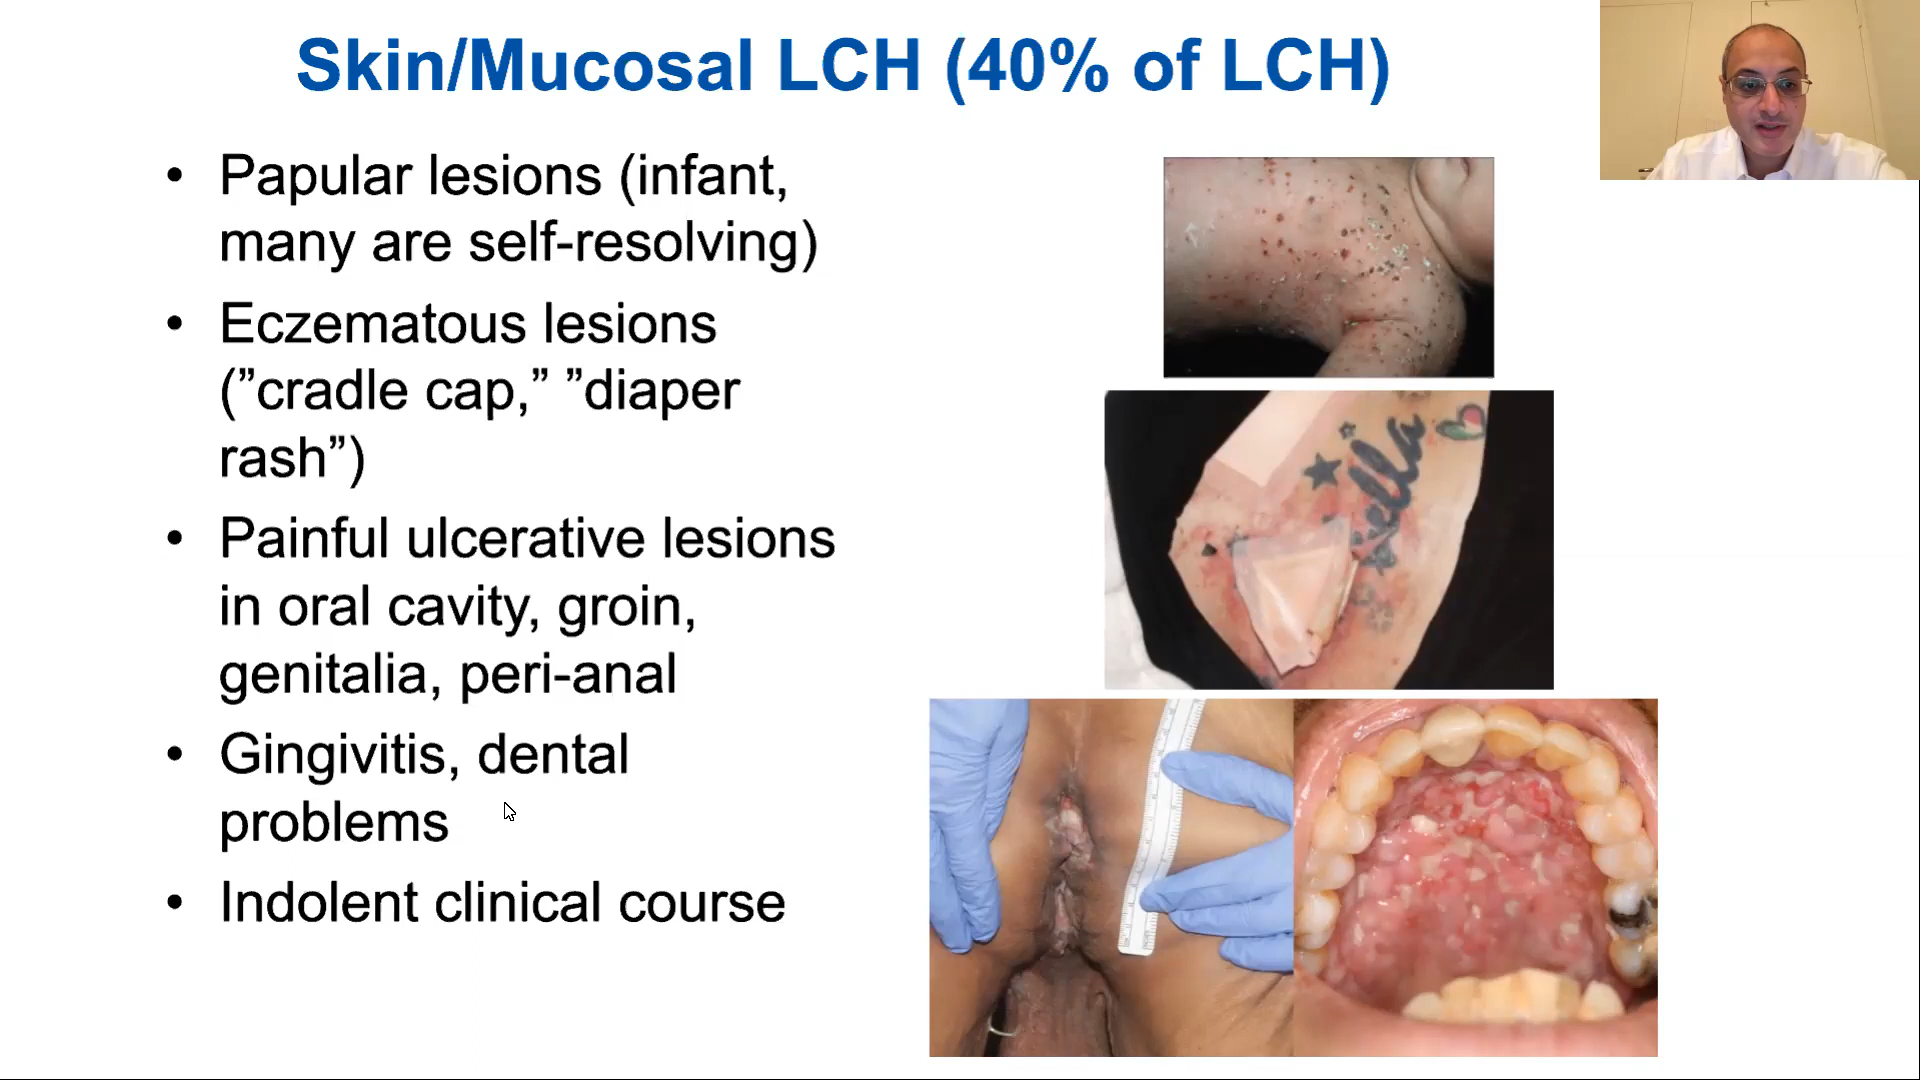 Skin/Mucosal LCH (40% of LCH)
• Papular lesions (infant,
many are self-resolving)
• Eczematous lesions
(”cradle cap,” ”diaper
rash”)
• Painful ulcerative lesions
in oral cavity, groin,
genitalia, peri-anal
• Gingivitis, dental
problems
• Indolent clinical course